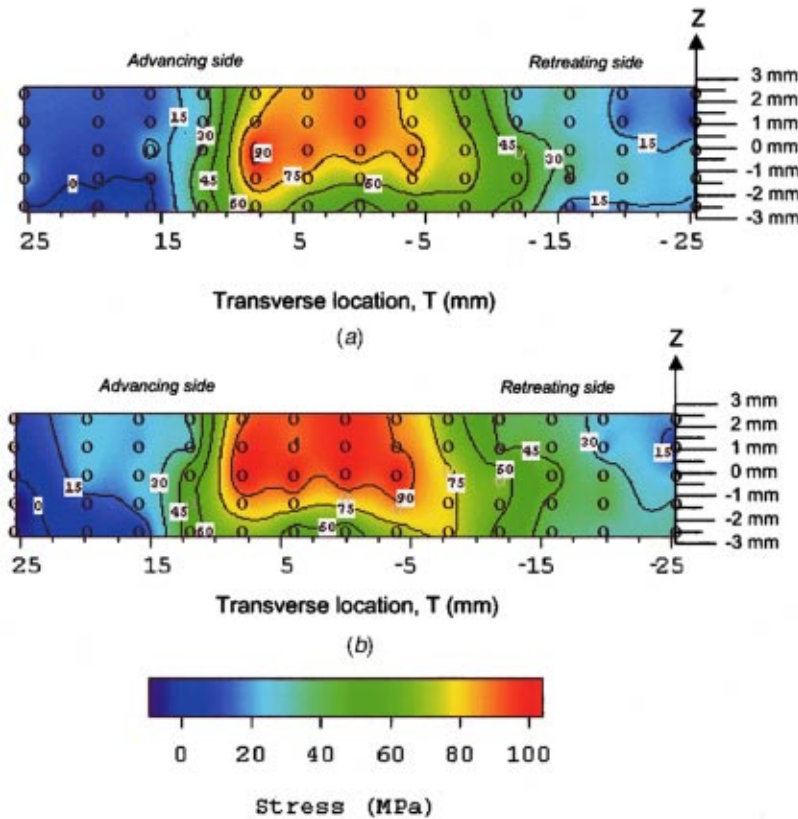 Advancing side
Retreating side
Z
15
30
45
60
90
75
50
0
45
30
15
15
3 mm
2 mm
1 mm
0 mm
-1 mm
-2 mm
-3 mm
25 15 5 -5 -15 -25
Transverse location, T (mm)
(a)
Advancing side
Retreating side
Z
0
15
30
45
60
75
60
90
75
60
45
30
15
3 mm
2 mm
1 mm
0 mm
-1 mm
-2 mm
-3 mm
25 15 5 -5 -15 -25
Transverse location, T (mm)
(b)
0 20 40 60 80 100
Stress (MPa)